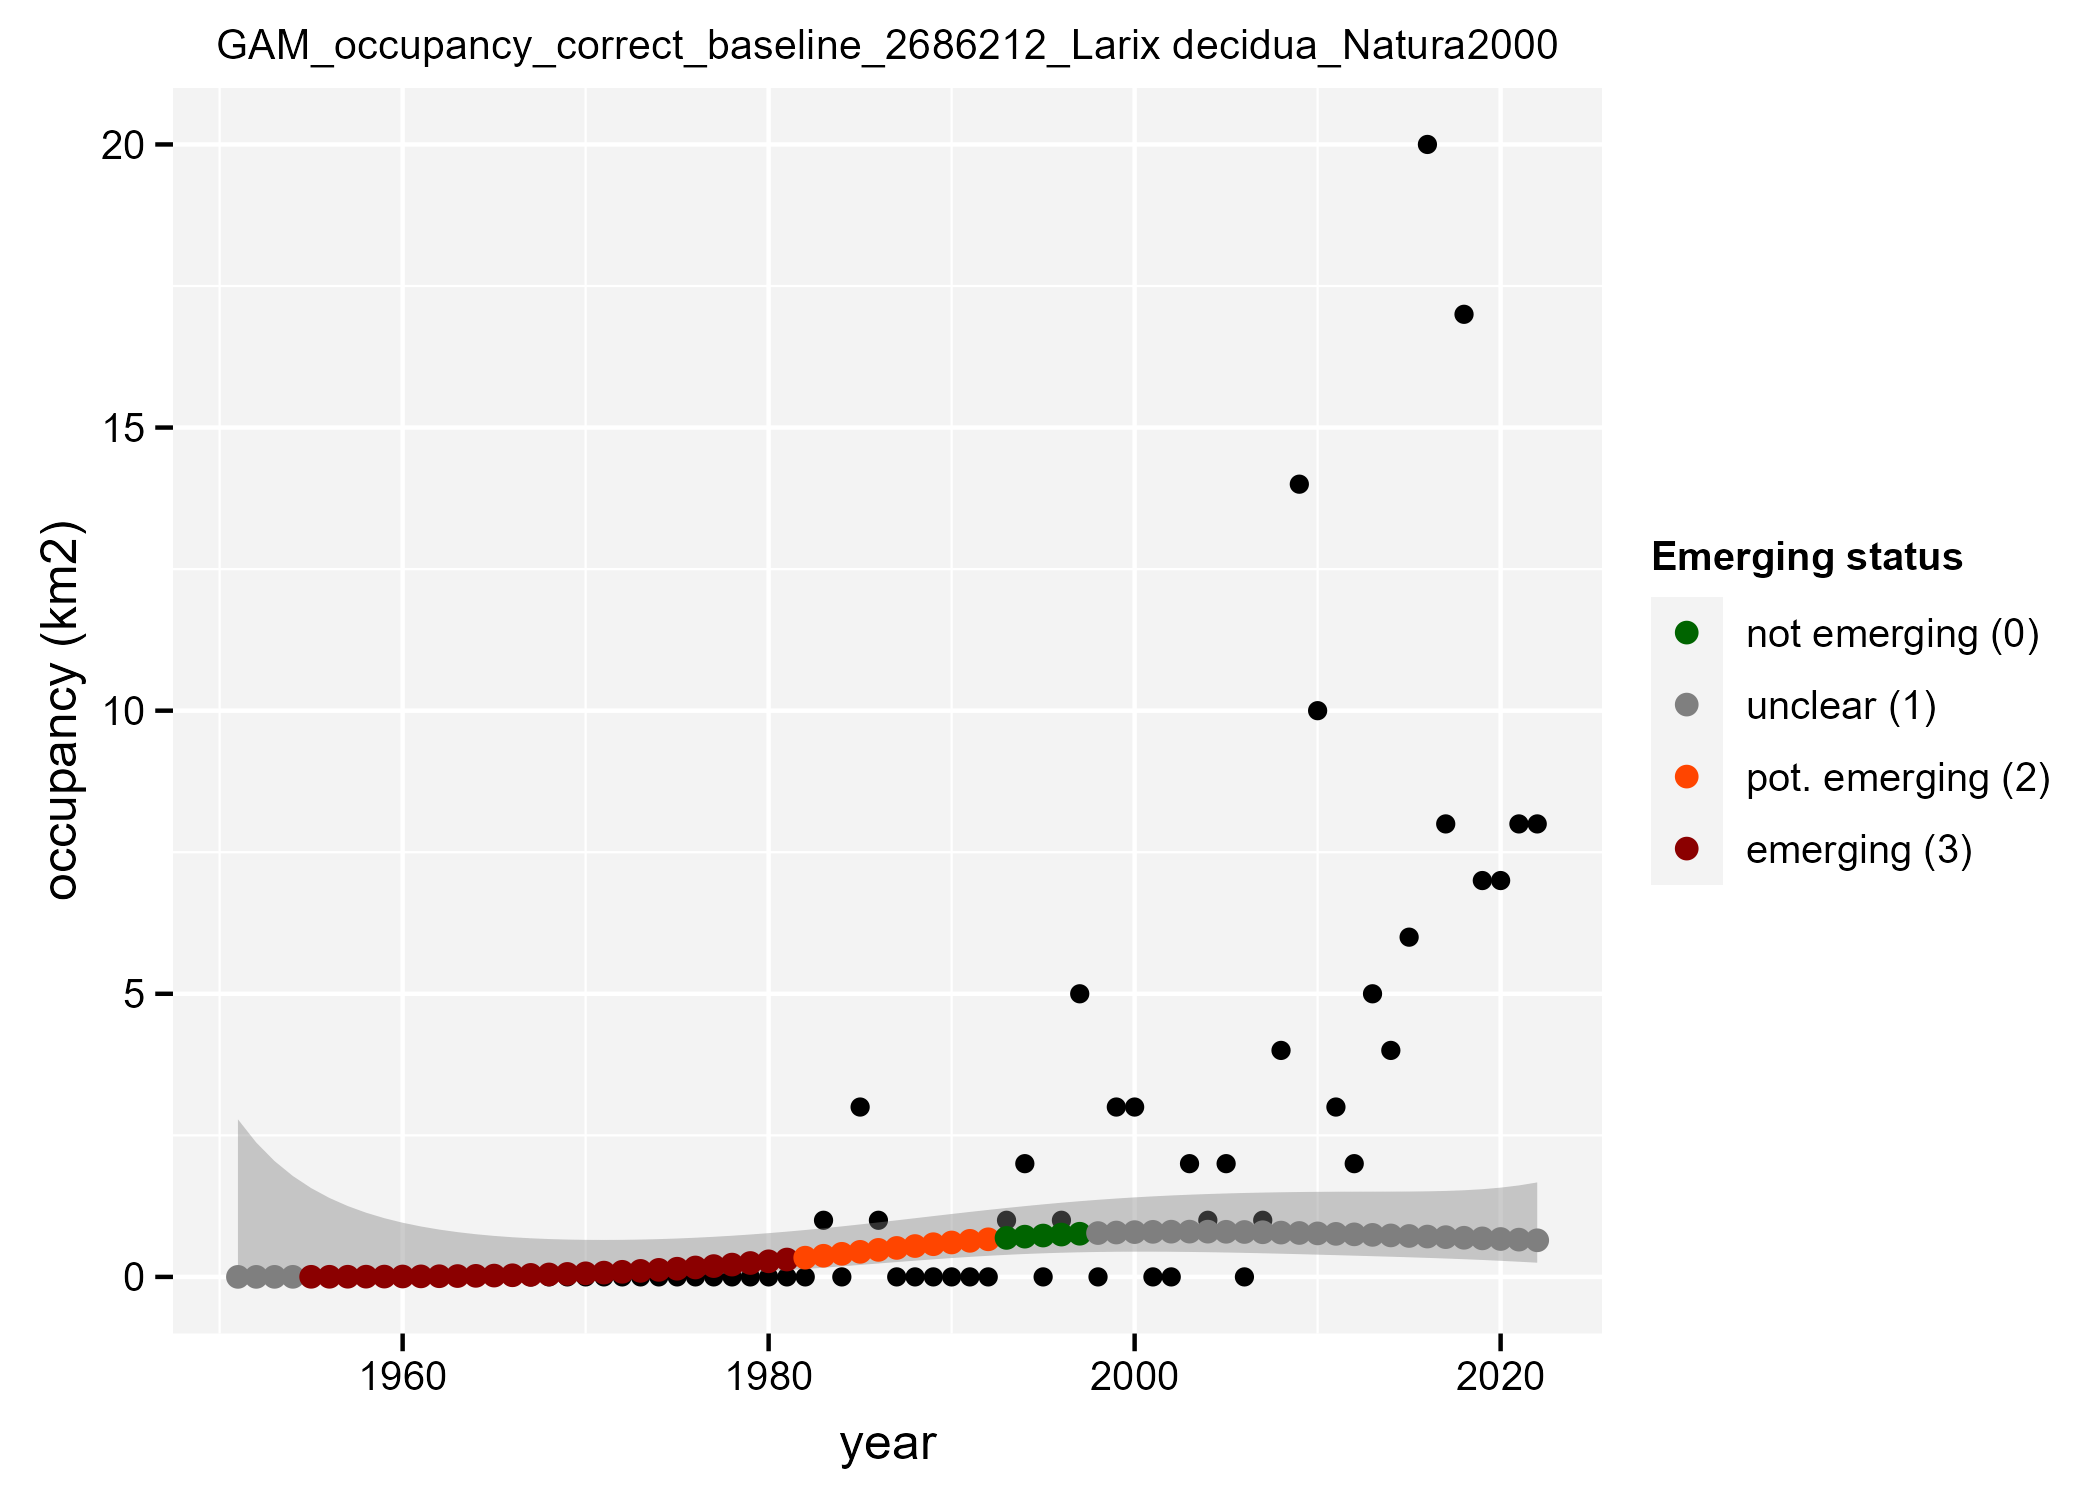 GAM_occupancy_correct_baseline_2686212_Larix decidua_Natura2000
20
15
10
5
0
occupancy (km2)
1960
1980
2000
2020
year
Emerging status
not emerging (0)
unclear (1)
pot. emerging (2)
emerging (3)